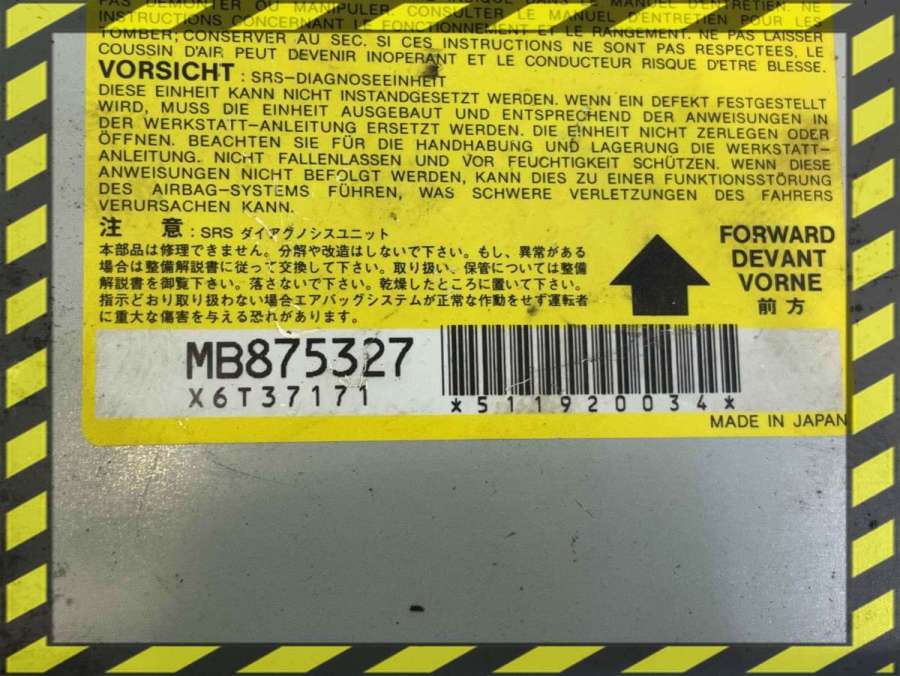 PAS DEMONTER OU MANIPULER. CONSULTER LE MANUEL D'ENTRETIEN. NE
INSTRUCTIONS CONCERNANT LE FONCTIONNEMENT ET LE RANGEMENT. NE PAS LAISSER
TOMBER; CONSERVER AU SEC. SI CES INSTRUCTIONS NE SONT PAS RESPECTEES, LE
COUSSIN D'AIR PEUT DEVENIR INOPERANT ET LE CONDUCTEUR RISQUE D'ETRE BLESSE.
VORSICHT : SRS-DIAGNOSEEINHEIT
DIESE EINHEIT KANN NICHT INSTANDGESETZT WERDEN. WENN EIN DEFEKT FESTGESTELLT
WIRD, MUSS DIE EINHEIT AUSGEBAUT UND ENTSPRECHEND DER ANWEISUNGEN IN
DER WERKSTATT-ANLEITUNG ERSETZT WERDEN. DIE EINHEIT NICHT ZERLEGEN ODER
ÖFFNEN. BEACHTEN SIE FÜR DIE HANDHABUNG UND LAGERUNG DIE WERKSTATT-
ANLEITUNG. NICHT FALLENLASSEN UND VOR FEUCHTIGKEIT SCHÜTZEN. WENN DIESE
ANWEISUNGEN NICHT BEFOLGT WERDEN, KANN DIES ZU EINER FUNKTIONSSTÖRUNG
DES AIRBAG-SYSTEMS FÜHREN, WAS SCHWERE VERLETZUNGEN DES FAHRERS
VERURSACHEN KANN.
注 意 : SRS ダイアグノシスユニット
本部品は修理できません。分解や改造はしないで下さい。もし、異常がある
場合は整備解説書に従って交換して下さい。取り扱い、保管については整備
解説書を御覧下さい。落さないで下さい。乾燥したところに置いて下さい。
指示どおり取り扱わない場合エアバッグシステムが正常な作動をせず運転者
に重大な傷害を与える恐れがあります。
FORWARD
DEVANT
VORNE
前方
MB875327
X6T37171
*511920034*
MADE IN JAPAN